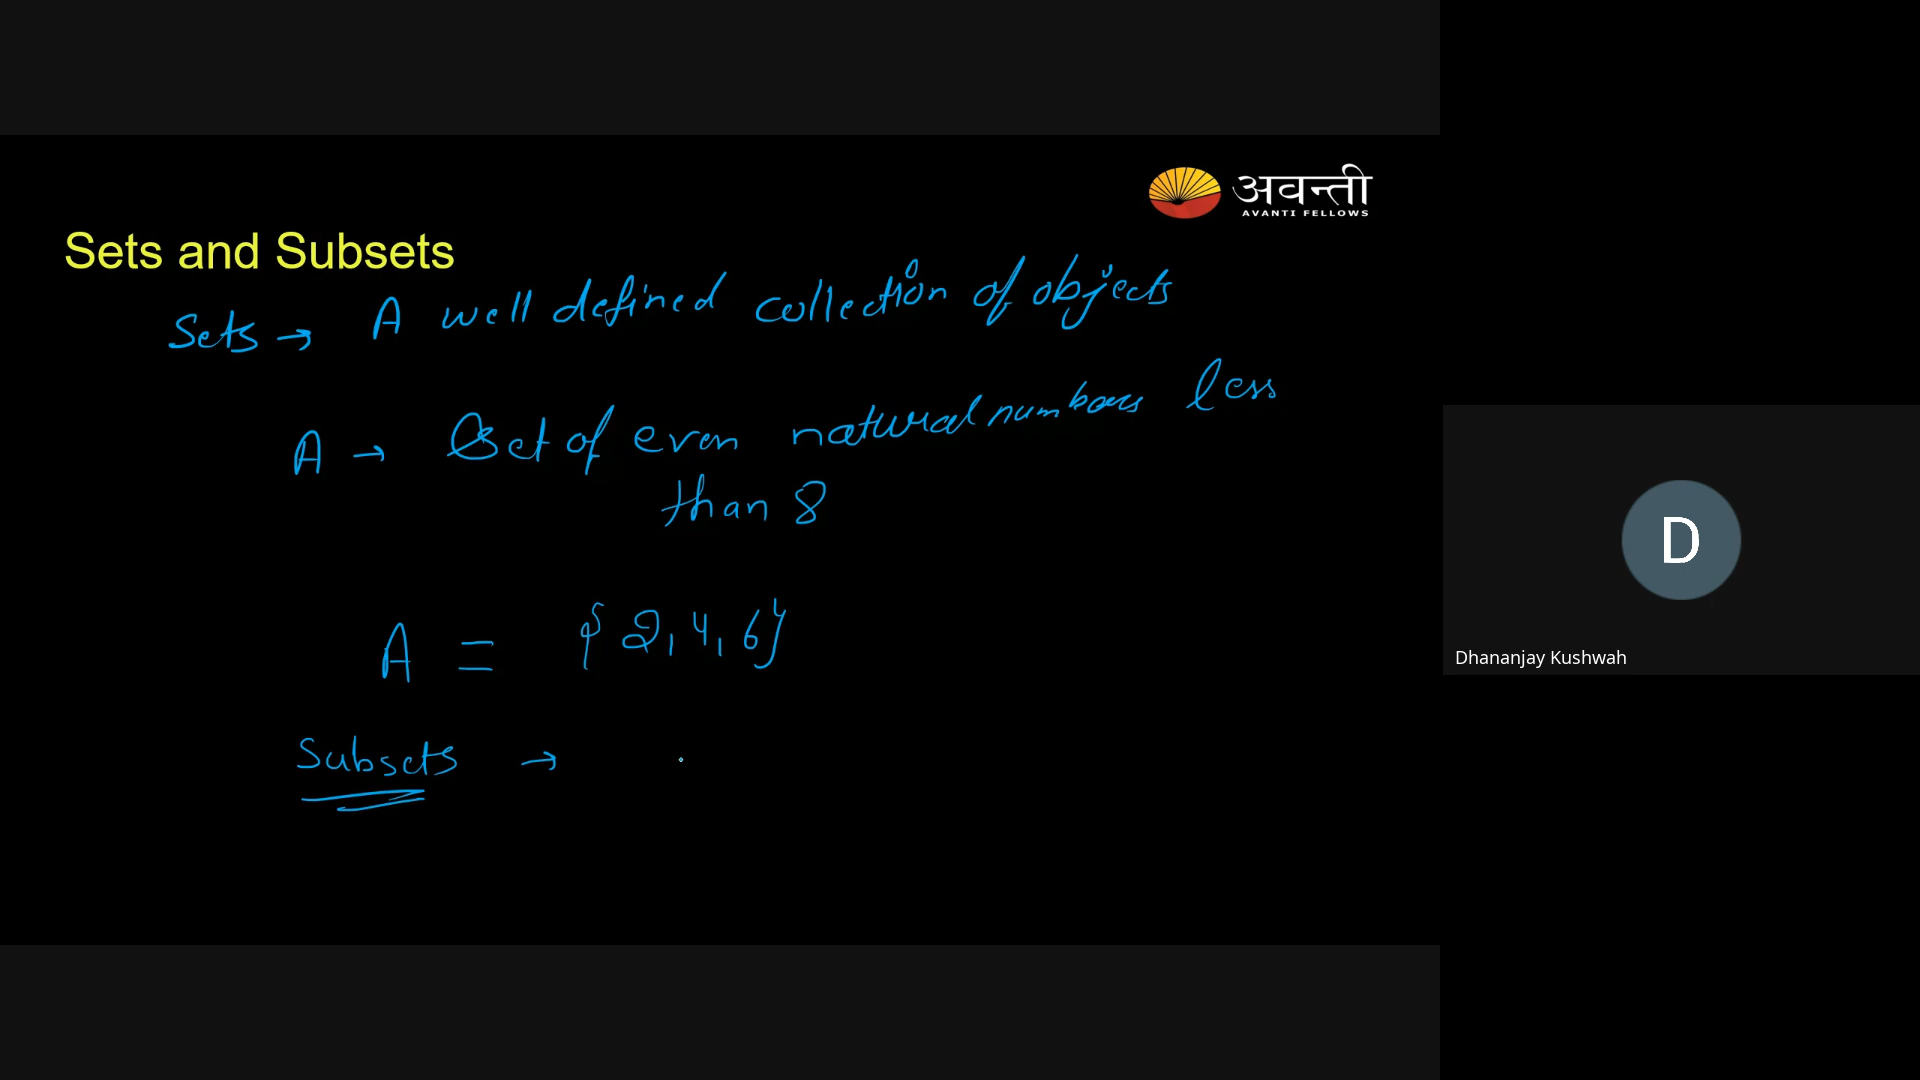 अवन्ती
AVANTI FELLOWS
Sets and Subsets
Sets → A well defined collection of objects
A → Set of even natural numbers less
than 8
A = {2, 4, 6}
Subsets →
D
Dhananjay Kushwah